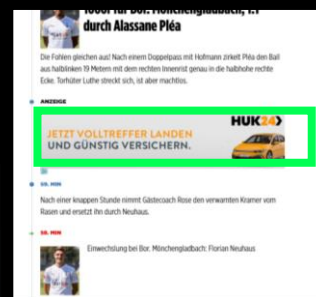 durch Alassane Pléa
Die Fohlen gleichen aus! Nach einem Doppelpass mit Hofmann zirkelt Pléa den Ball
aus halblinken 19 Metern mit dem rechten Innenrist genau in die halbhohe rechte
Ecke. Torhüter Luthe streckt sich, ist aber machtlos.
ANZEIGE
HUK24
JETZT VOLLTREFFER LANDEN
UND GÜNSTIG VERSICHERN.
59. MIN
Nach einer knappen Stunde nimmt Gästecoach Rose den verwarnten Kramer vom
Rasen und ersetzt ihn durch Neuhaus.
59. MIN
Einwechslung bei Bor. Mönchengladbach: Florian Neuhaus